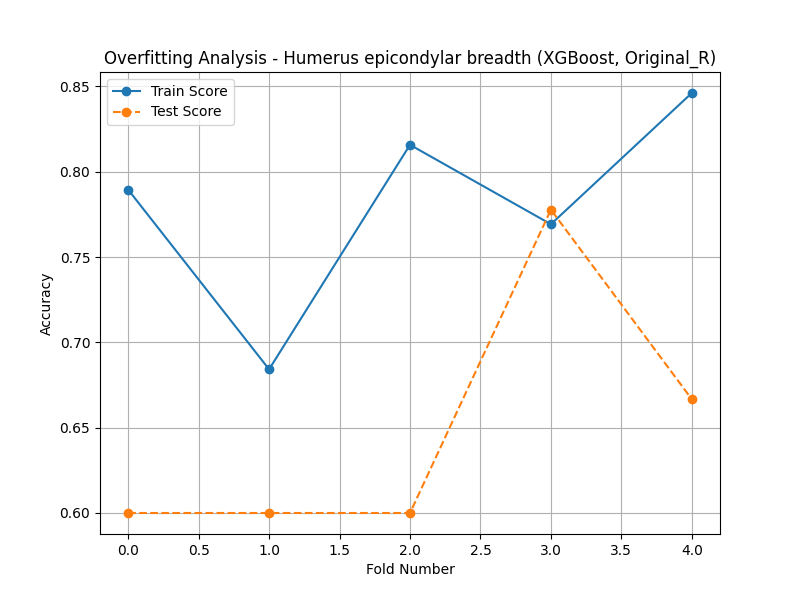 Overfitting Analysis - Humerus epicondylar breadth (XGBoost, Original_R)
Train Score
Test Score
Accuracy
0.85
0.80
0.75
0.70
0.65
0.60
0.0 0.5 1.0 1.5 2.0 2.5 3.0 3.5 4.0
Fold Number